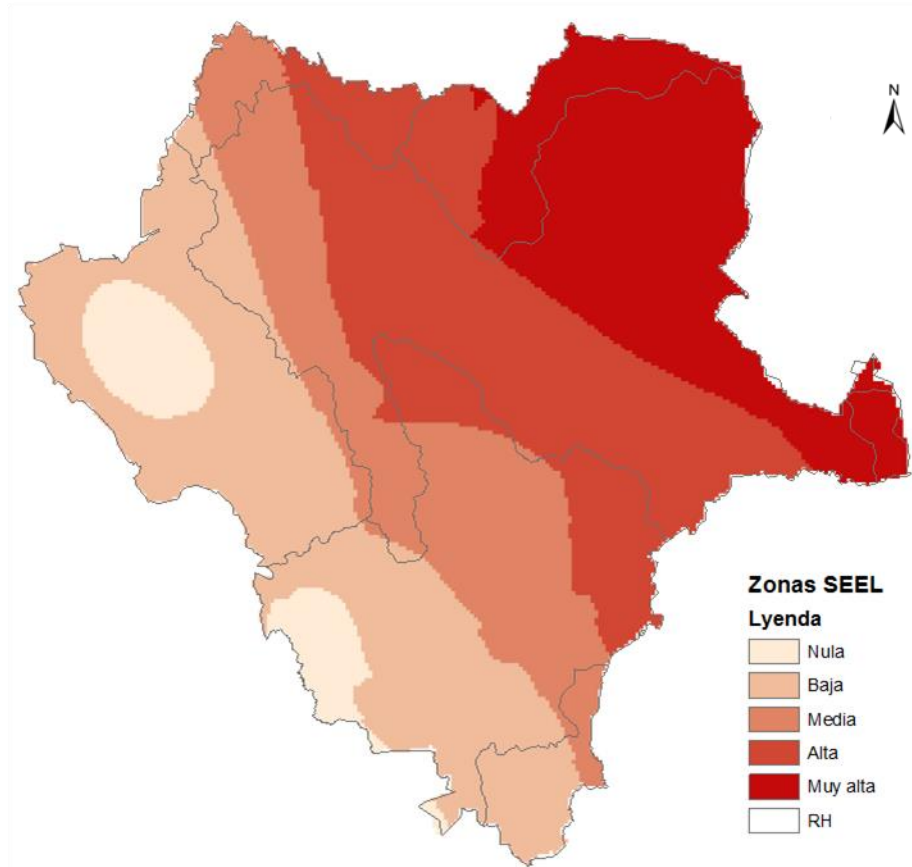 N
Zonas SEEL
Lyenda
Nula
Baja
Media
Alta
Muy alta
RH